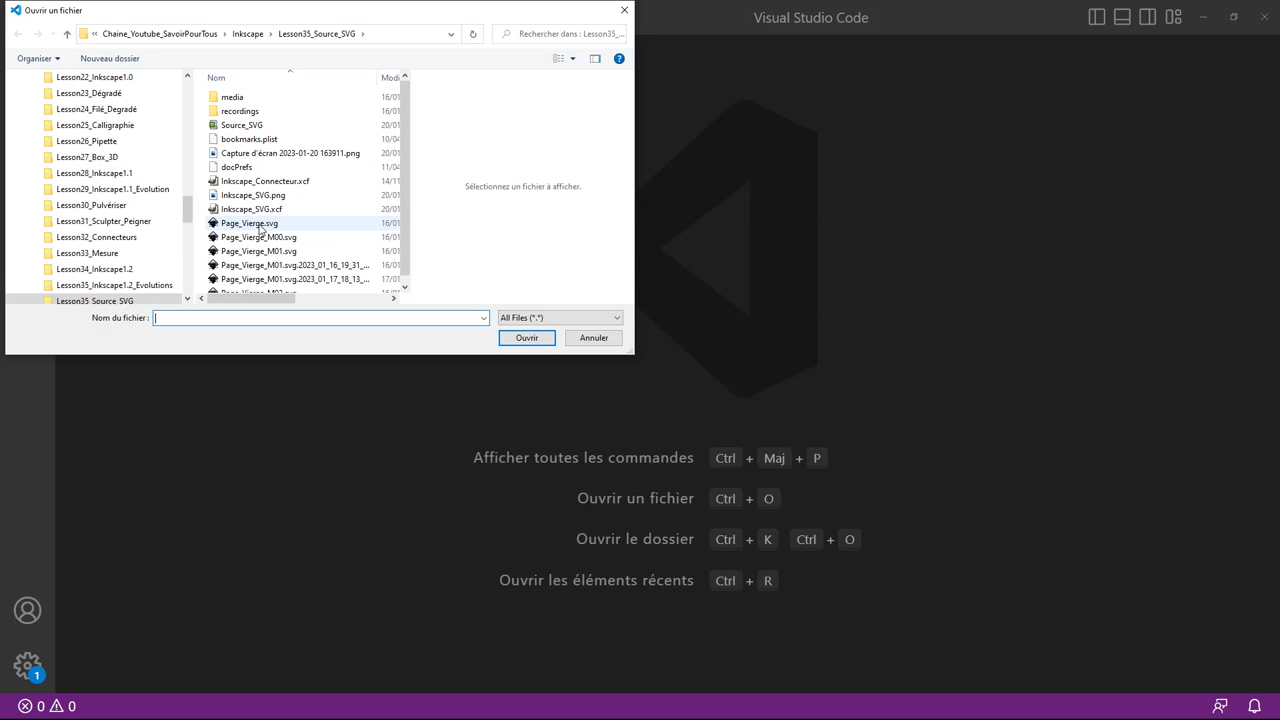 Ouvrir un fichier
Visual Studio Code
Chaine_Youtube_SavoirPourTous
Inkscape
Lesson35_Source_SVG
Rechercher dans : Lesson35_...
Organiser
Nouveau dossier
Lesson22_Inkscape1.0
Lesson23_Dégradé
Lesson24_Filé_Degradé
Lesson25_Calligraphie
Lesson26_Pipette
Lesson27_Box_3D
Lesson28_Inkscape1.1
Lesson29_Inkscape1.1_Evolution
Lesson30_Pulvériser
Lesson31_Sculpter_Peigner
Lesson32_Connecteurs
Lesson33_Mesure
Lesson34_Inkscape1.2
Lesson35_Inkscape1.2_Evolutions
Lesson35_Source_SVG
Nom Modi
media 16/01
recordings 16/01
Source_SVG 20/01
bookmarks.plist 10/04
Capture d'écran 2023-01-20 163911.png 20/01
docPrefs 11/04
Inkscape_Connecteur.xcf 14/11
Inkscape_SVG.png 20/01
Inkscape_SVG.xcf 20/01
Page_Vierge.svg 16/01
Page_Vierge_M00.svg 16/01
Page_Vierge_M01.svg 16/01
Page_Vierge_M01.svg.2023_01_16_19_31_... 16/01
Page_Vierge_M01.svg.2023_01_17_18_13_... 17/01
Sélectionnez un fichier à afficher.
Nom du fichier :
All Files (*.*)
Ouvrir
Annuler
Afficher toutes les commandes Ctrl + Maj + P
Ouvrir un fichier Ctrl + O
Ouvrir le dossier Ctrl + K Ctrl + O
Ouvrir les éléments récents Ctrl + R
1
0 0